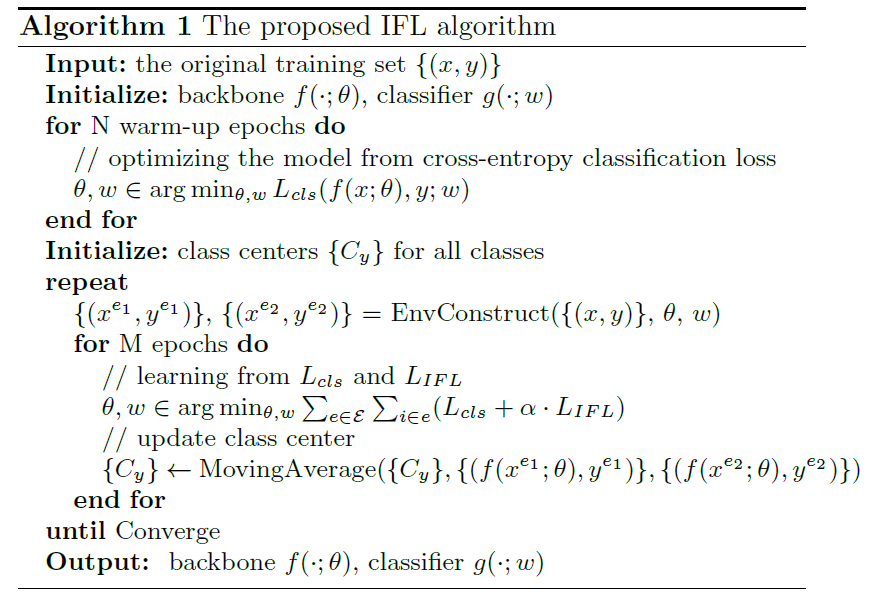 Algorithm 1 The proposed IFL algorithm
Input: the original training set {(x, y)}
Initialize: backbone f(·; θ), classifier g(·; w)
for N warm-up epochs do
// optimizing the model from cross-entropy classification loss
θ, w ∈ arg min_{θ,w} L_{cls}(f(x; θ), y; w)
end for
Initialize: class centers {C_y} for all classes
repeat
{(x^{e_1}, y^{e_1})}, {(x^{e_2}, y^{e_2})} = EnvConstruct({(x, y)}, θ, w)
for M epochs do
// learning from L_{cls} and L_{IFL}
θ, w ∈ arg min_{θ,w} ∑_{e∈ℰ} ∑_{i∈e}(L_{cls} + α · L_{IFL})
// update class center
{C_y} ← MovingAverage({C_y}, {(f(x^{e_1}; θ), y^{e_1})}, {(f(x^{e_2}; θ), y^{e_2})})
end for
until Converge
Output: backbone f(·; θ), classifier g(·; w)